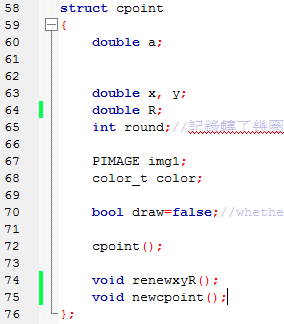 58 struct cpoint
59 {
60 double a;
61
62
63 double x, y;
64 double R;
65 int round;//記錄轉了幾圈
66
67 PIMAGE img1;
68 color_t color;
69
70 bool draw=false;//whethe
71
72 cpoint();
73
74 void renewxyR();
75 void newcpoint();
76 };